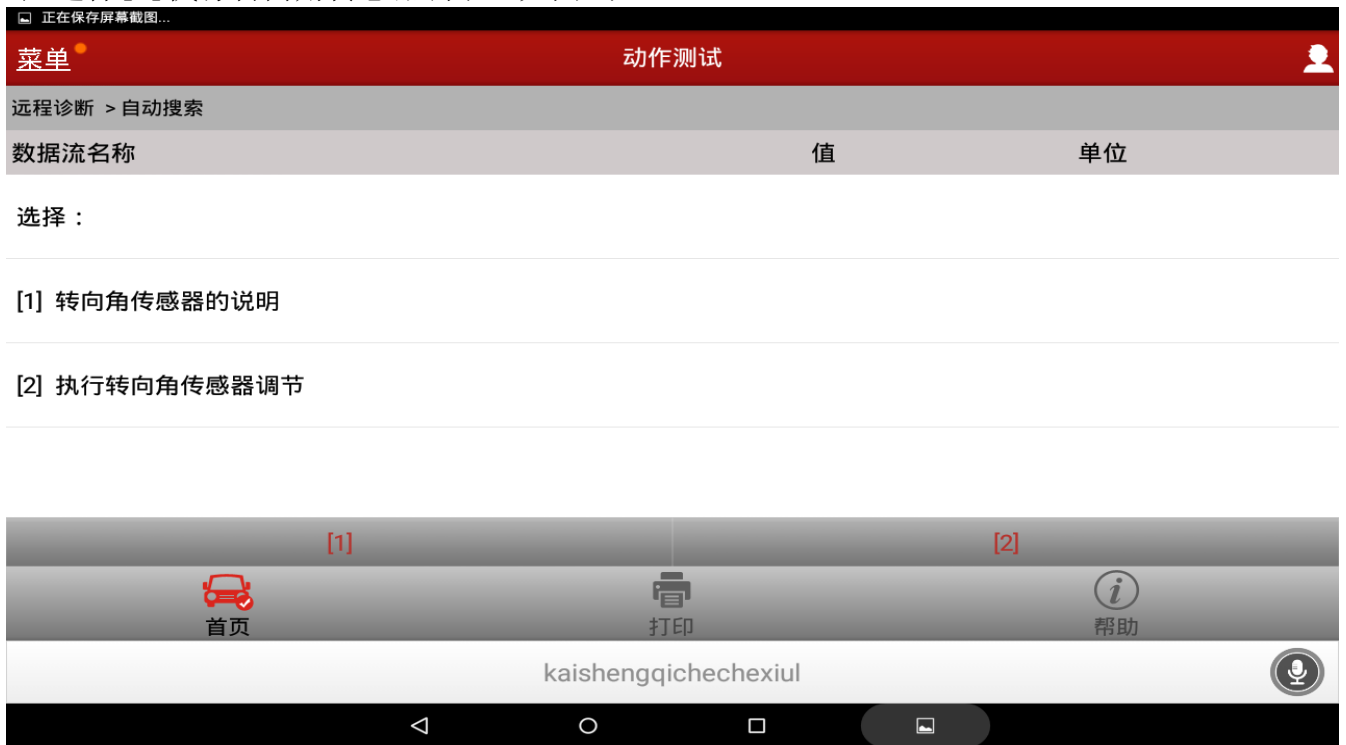 正在保存屏幕截图...
菜单
动作测试
远程诊断 > 自动搜索
数据流名称 值 单位
选择：
[1] 转向角传感器的说明
[2] 执行转向角传感器调节
[1] [2]
首页 打印 帮助
kaishengqichechexiul